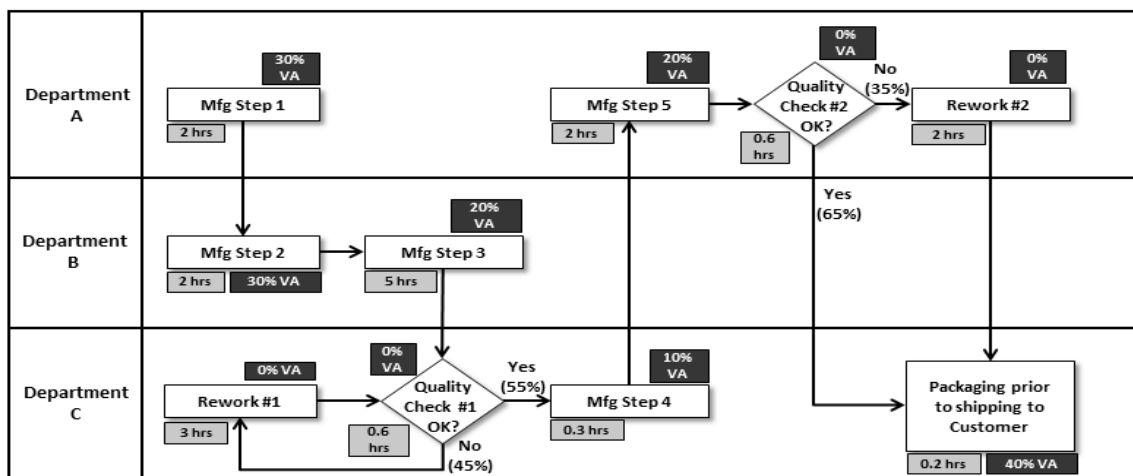 Department
A
30%
VA
Mfg Step 1
2 hrs
20%
VA
Mfg Step 5
2 hrs
0%
VA
Quality
Check #2
OK?
0.6
hrs
No
(35%)
0%
VA
Rework #2
2 hrs
Yes
(65%)
Department
B
Mfg Step 2
2 hrs
30% VA
20%
VA
Mfg Step 3
5 hrs
Department
C
0% VA
Rework #1
3 hrs
0%
VA
Quality
Check #1
OK?
0.6
hrs
Yes
(55%)
No
(45%)
10%
VA
Mfg Step 4
0.3 hrs
Packaging prior
to shipping to
Customer
0.2 hrs
40% VA